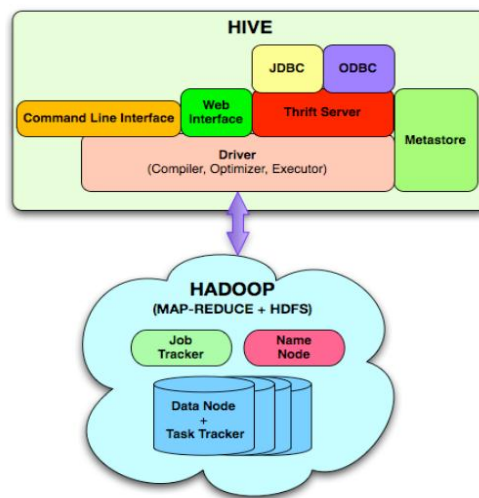 HIVE
JDBC
ODBC
Command Line Interface
Web
Interface
Thrift Server
Metastore
Driver
(Compiler, Optimizer, Executor)
HADOOP
(MAP-REDUCE + HDFS)
Job
Tracker
Name
Node
Data Node
+
Task Tracker